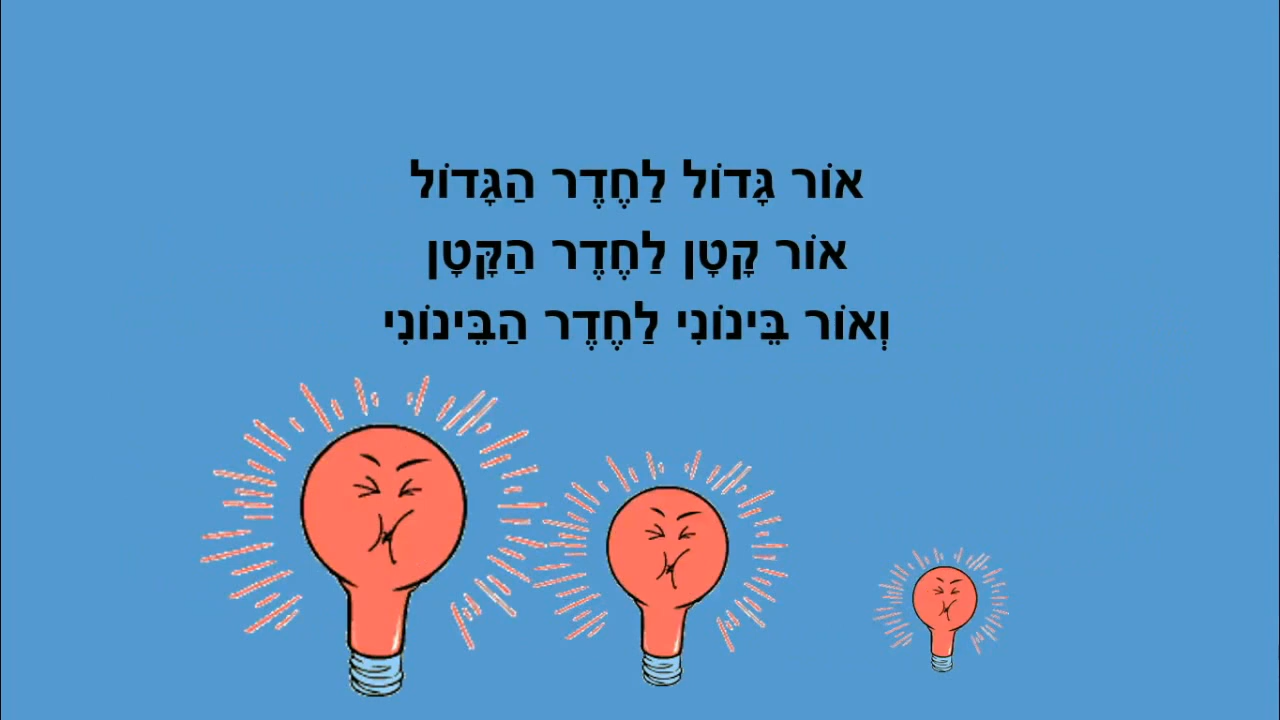 אוֹר גָּדוֹל לַחֶדֶר הַגָּדוֹל
אוֹר קָטָן לַחֶדֶר הַקָּטָן
וְאוֹר בֵּינוֹנִי לַחֶדֶר הַבֵּינוֹנִי